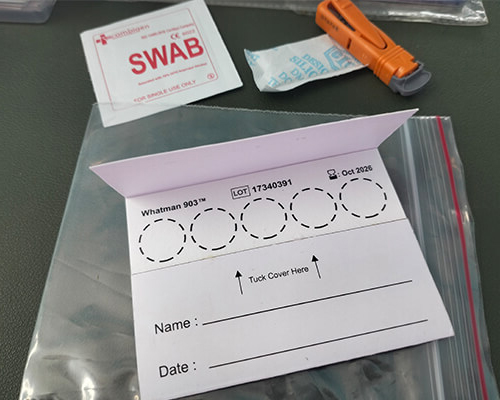 SWAB
FOR SINGLE USE ONLY
Whatman 903™
LOT 17340391
: Oct 2026
Tuck Cover Here
Name :
Date :